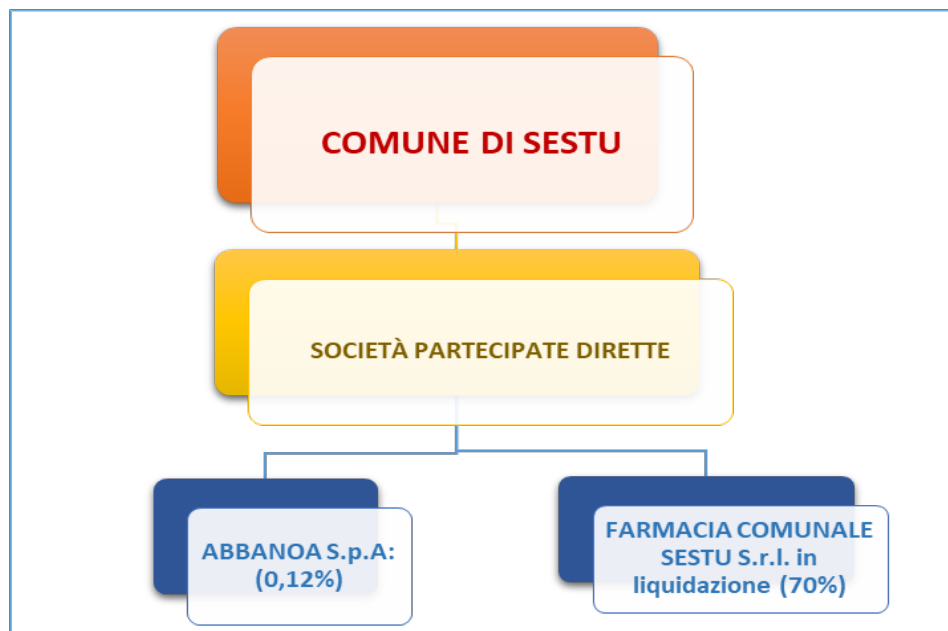 COMUNE DI SESTU
SOCIETÀ PARTECIPATE DIRETTE
ABBANOA S.p.A:
(0,12%)
FARMACIA COMUNALE
SESTU S.r.l. in
liquidazione (70%)